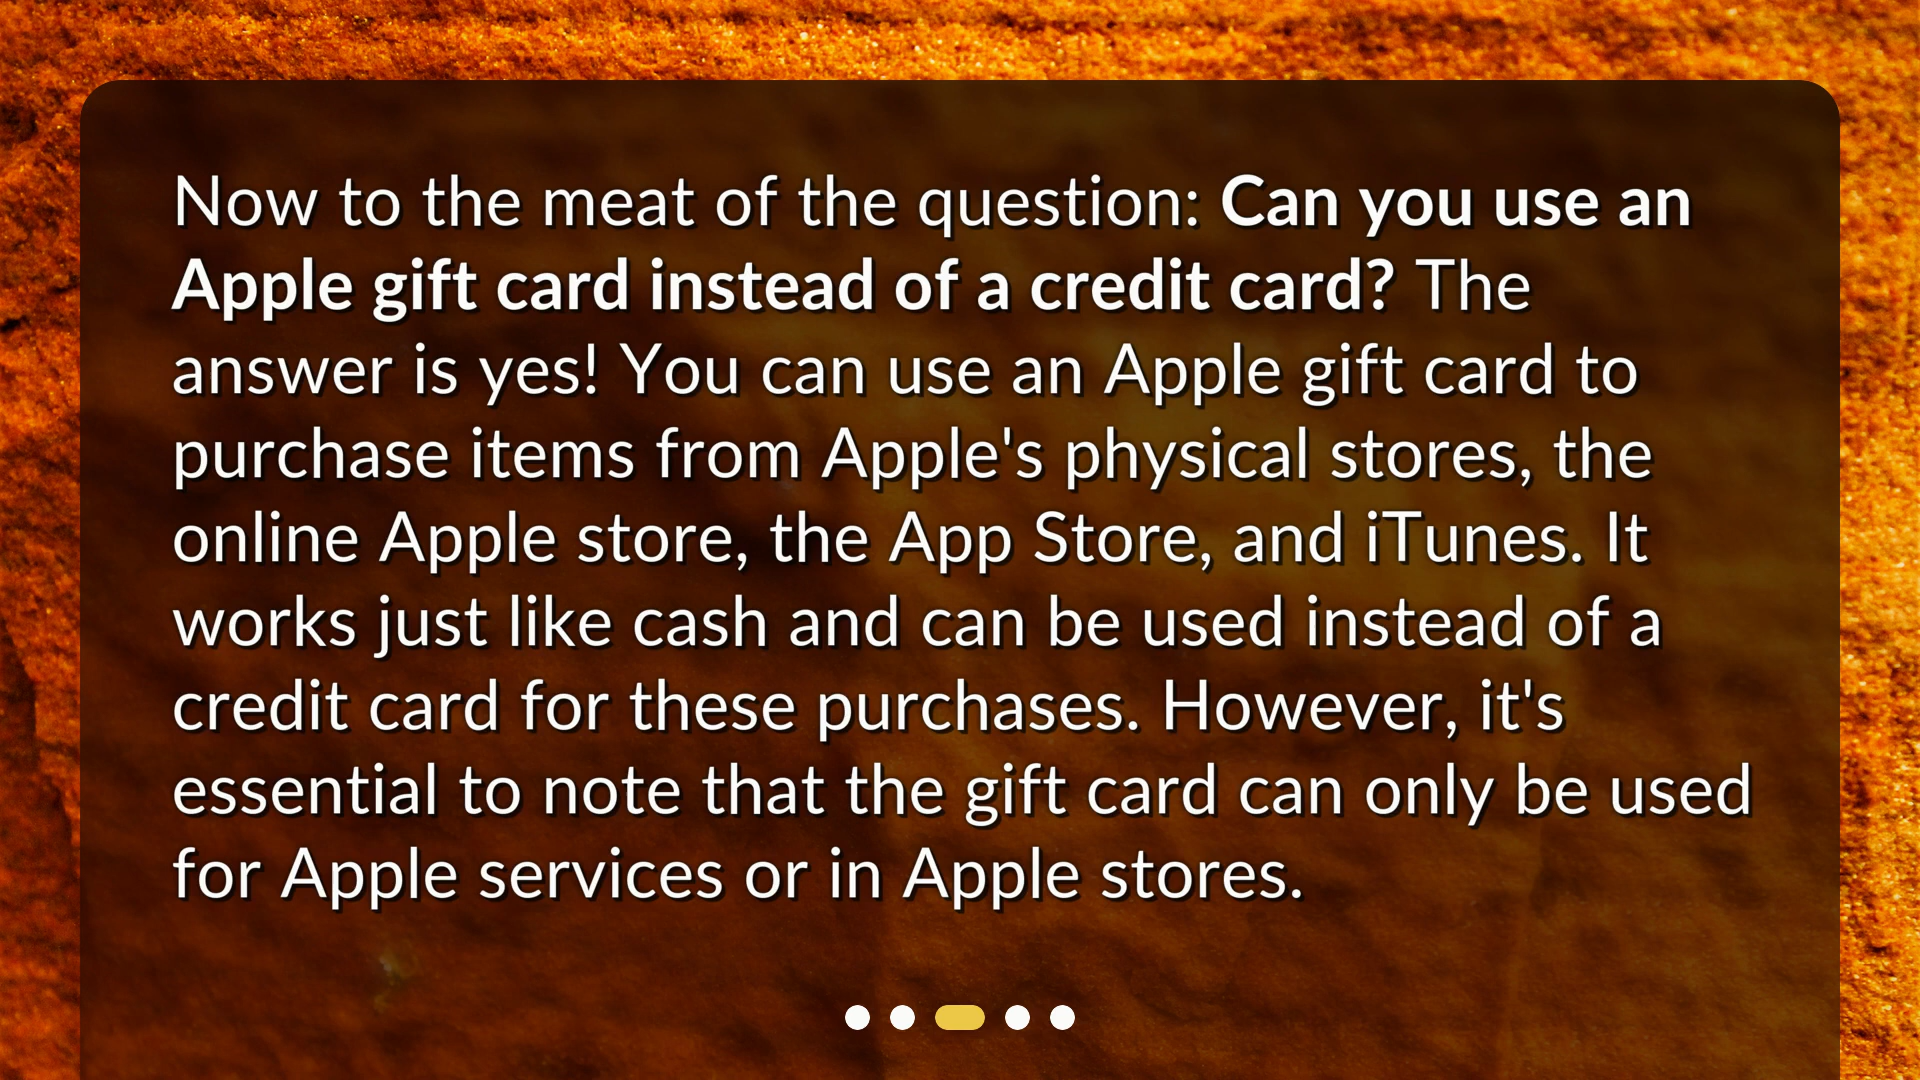 Now to the meat of the question: Can you use an
Apple gift card instead of a credit card? The
answer is yes! You can use an Apple gift card to
purchase items from Apple's physical stores, the
online Apple store, the App Store, and iTunes. It
works just like cash and can be used instead of a
credit card for these purchases. However, it's
essential to note that the gift card can only be used
for Apple services or in Apple stores.